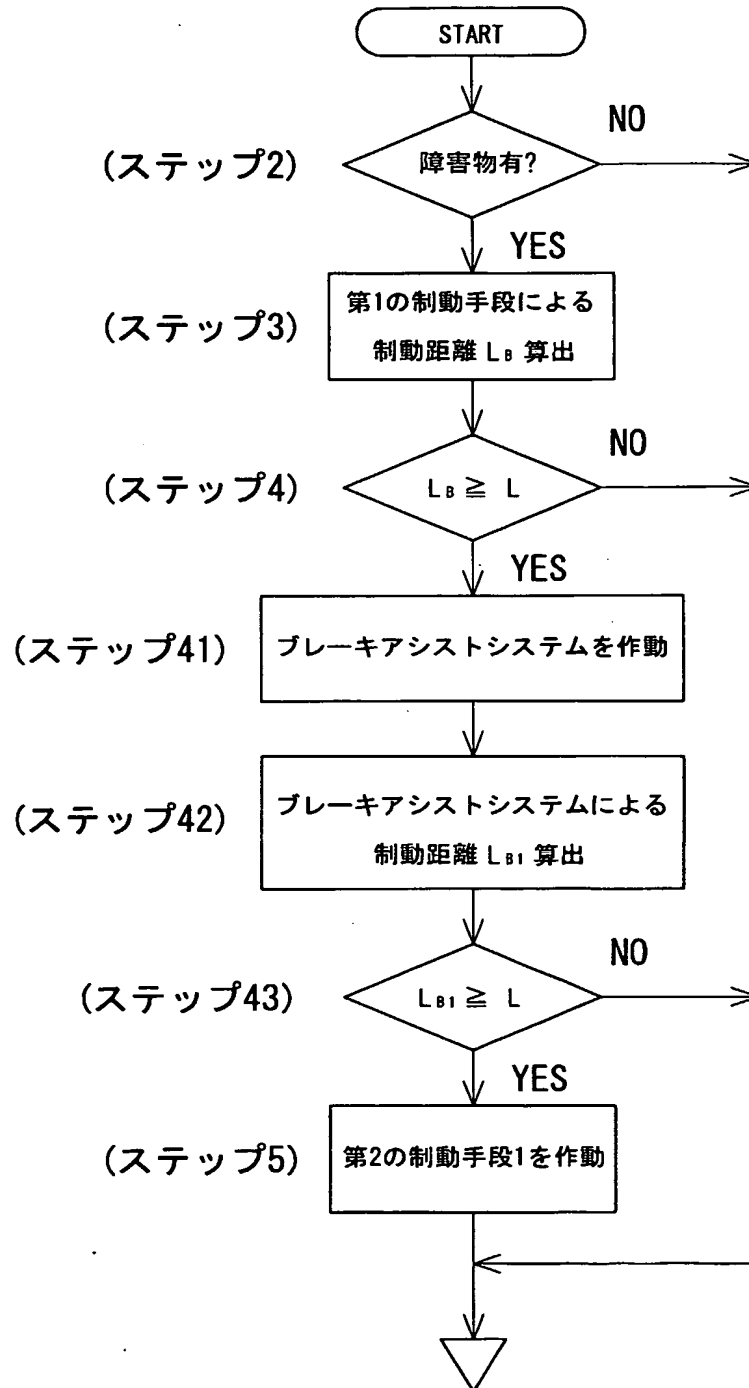 START
(ステップ2)
障害物有?
NO
YES
(ステップ3)
第1の制動手段による
制動距離 LB 算出
(ステップ4)
LB ≧ L
NO
YES
(ステップ41)
ブレーキアシストシステムを作動
(ステップ42)
ブレーキアシストシステムによる
制動距離 LB1 算出
(ステップ43)
LB1 ≧ L
NO
YES
(ステップ5)
第2の制動手段1を作動